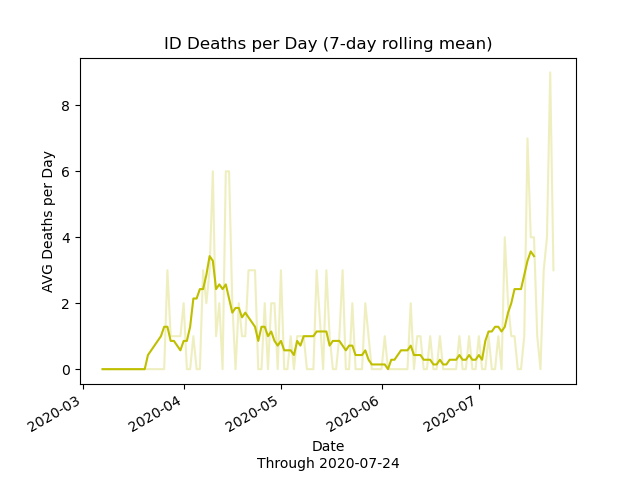 ID Deaths per Day (7-day rolling mean)
AVG Deaths per Day
8
6
4
2
0
2020-03
2020-04
2020-05
2020-06
2020-07
Date
Through 2020-07-24